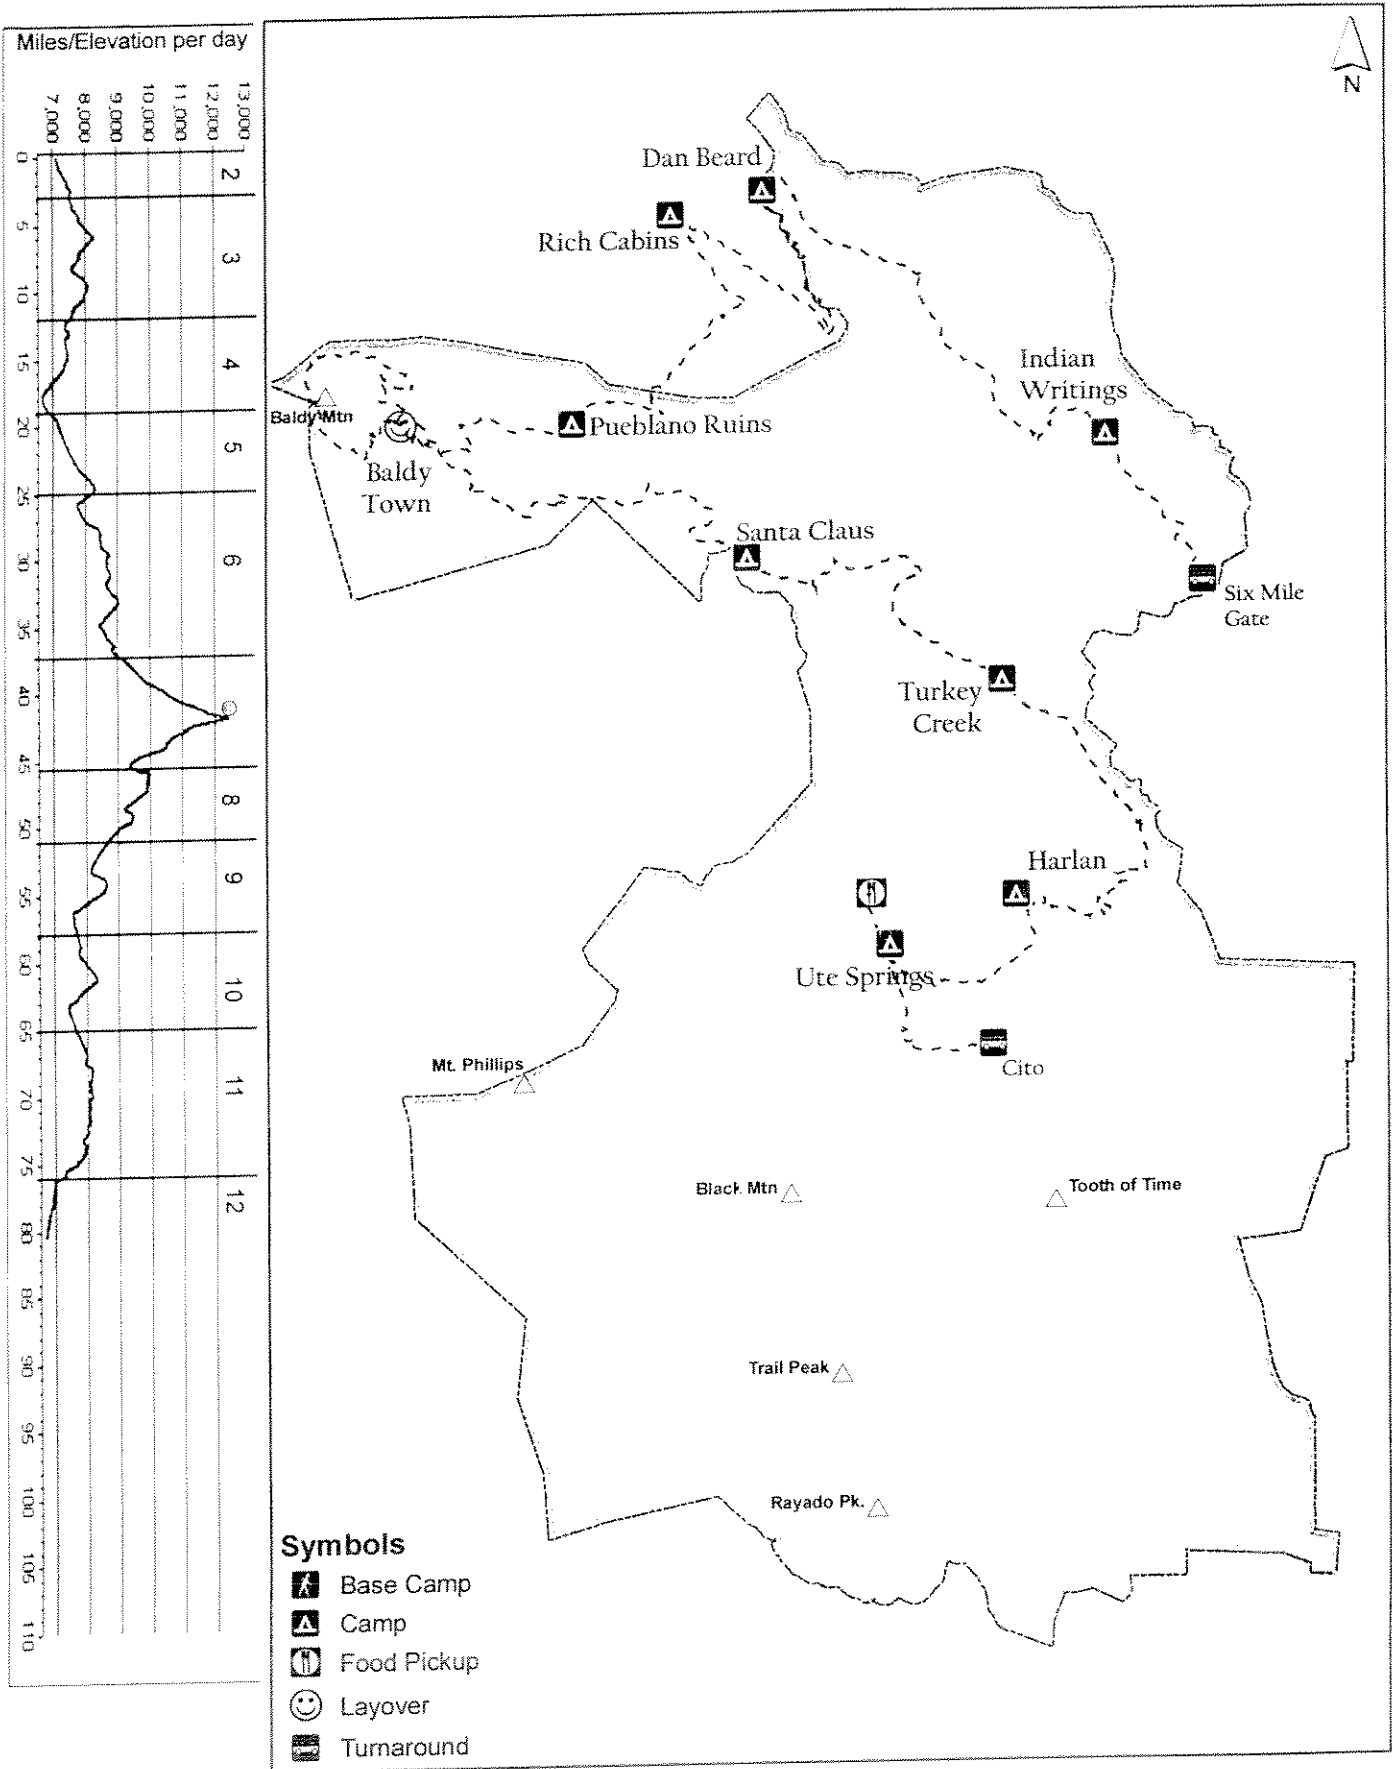 Miles/Elevation per day
13,000
12,000
11,000
10,000
9,000
8,000
7,000
0
5
10
15
20
25
30
35
40
45
50
55
60
65
70
75
80
85
90
95
100
105
110
2
3
4
5
6
8
9
10
11
12
N
Dan Beard
Rich Cabins
Indian
Writings
Baldy Mtn
Pueblano Ruins
Baldy
Town
Santa Claus
Six Mile
Gate
Turkey
Creek
Harlan
Ute Springs
Cito
Mt. Phillips
Black Mtn
Tooth of Time
Trail Peak
Rayado Pk.
Symbols
Base Camp
Camp
Food Pickup
Layover
Turnaround